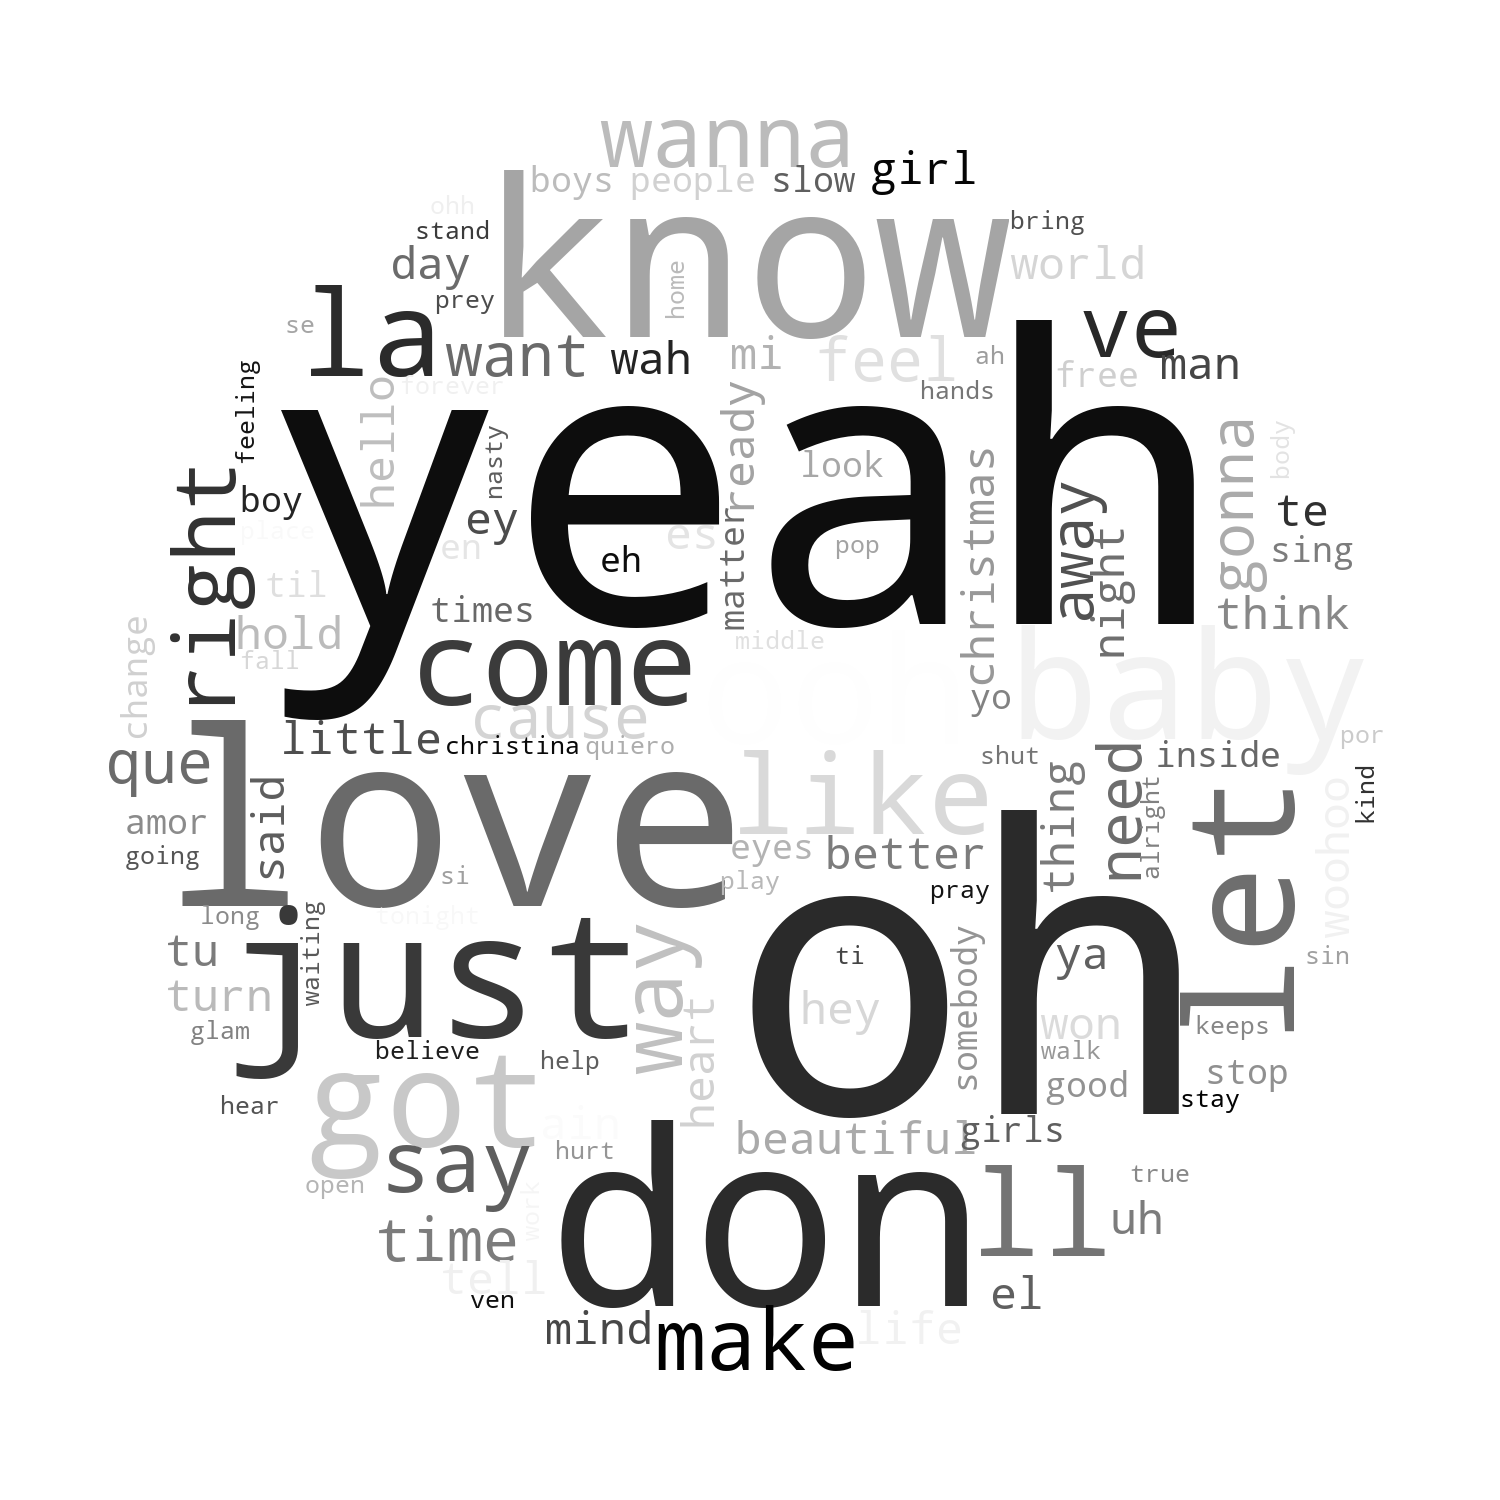 wanna
boys people slow girl
ohh
stand
know
bring
day
world
home
prey
la
se
ve
want
wah
mi
feel
ah
free
man
feeling
hello
forever
hands
yeah
ready
nasty
look
christmas
gonna
body
right
boy
ey
es
en
eh
matter
pop
away
night
te
sing
place
til
times
think
change
hold
fall
come
middle
ooh
baby
yo
cause
little
christina
quiero
que
love
like
shut
thing
need
inside
por
alright
kind
woohoo
let
amor
going
said
eyes
better
play
pray
si
long
tonight
waiting
just
tu
turn
glam
way
heart
oh
ti
hey
somebody
ya
sin
won
walk
keeps
believe
help
good
stop
stay
hear
got
ain
beautiful
girls
hurt
say
open
work
true
don
ll
uh
time
tell
ven
el
mind
make
life